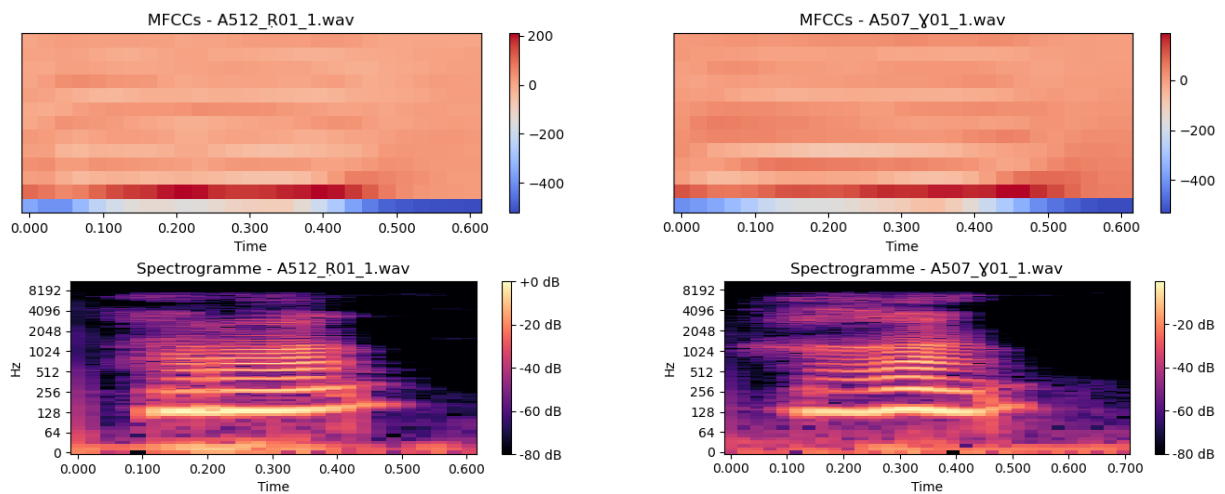 MFCCs - A512_Ṛ01_1.wav
200
0
−200
−400
0.000 0.100 0.200 0.300 0.400 0.500 0.600
Time
MFCCs - A507_Ɣ01_1.wav
0
−200
−400
0.000 0.100 0.200 0.300 0.400 0.500 0.600
Time
Spectrogramme - A512_Ṛ01_1.wav
Hz
8192
4096
2048
1024
512
256
128
64
0
0.000 0.100 0.200 0.300 0.400 0.500 0.600
Time
+0 dB
-20 dB
-40 dB
-60 dB
-80 dB
Spectrogramme - A507_Ɣ01_1.wav
Hz
8192
4096
2048
1024
512
256
128
64
0
0.000 0.100 0.200 0.300 0.400 0.500 0.600 0.700
Time
-20 dB
-40 dB
-60 dB
-80 dB